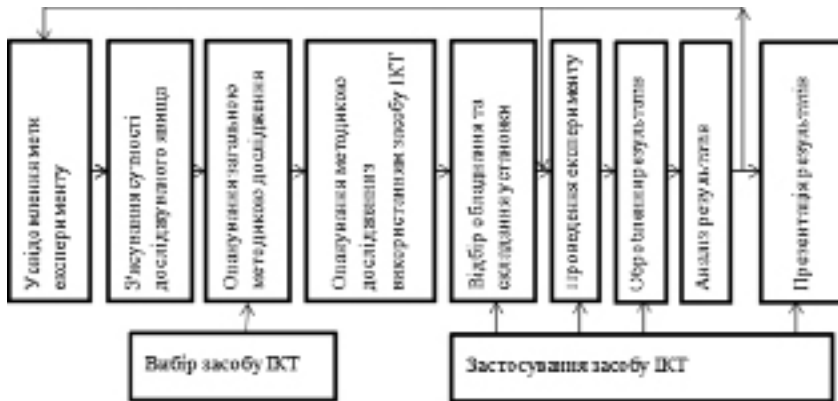 Усвідомлення мети
експерименту
З'ясування сутності
досліджуваного явища
Опанування загальною
методикою дослідження
Опанування методикою
дослідження з
використанням засобу ІКТ
Відбір обладнання та
складання установки
Проведення експерименту
Оброблення результатів
Аналіз результатів
Презентація результатів
Вибір засобу ІКТ
Застосування засобу ІКТ